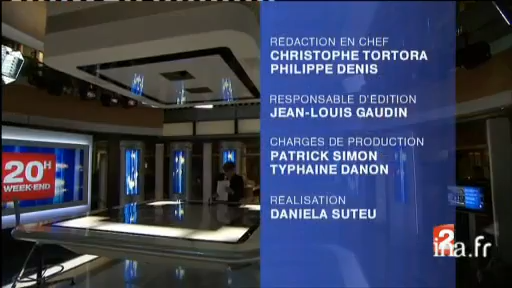 RÉDACTION EN CHEF
CHRISTOPHE TORTORA
PHILIPPE DENIS
RESPONSABLE D'ÉDITION
JEAN-LOUIS GAUDIN
CHARGÉS DE PRODUCTION
PATRICK SIMON
TYPHAINE DANON
RÉALISATION
DANIELA SUTEU
20H
WEEK-END
2
ina.fr